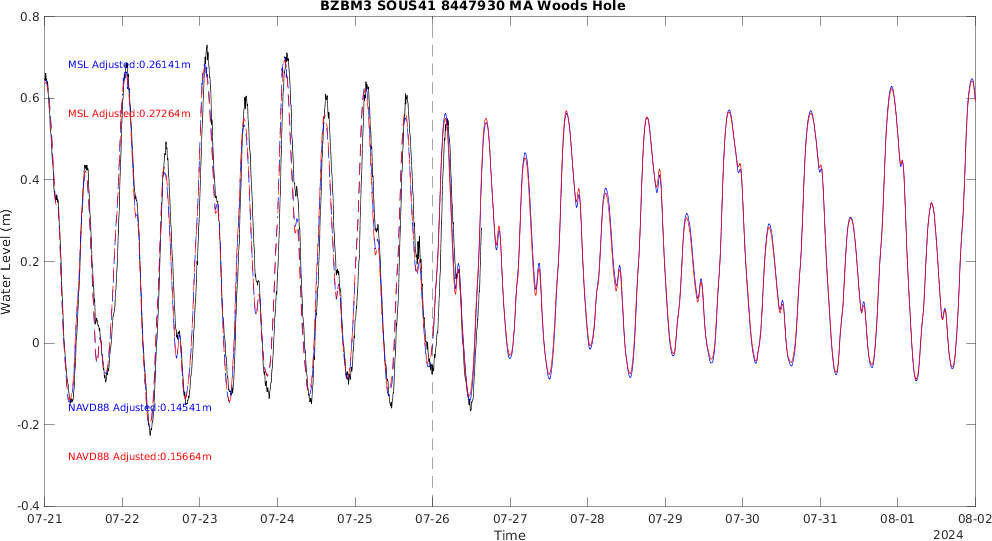 BZBM3 SOUS41 8447930 MA Woods Hole
0.8
MSL Adjusted:0.26141m
0.6
MSL Adjusted:0.27264m
0.4
0.2
Water Level (m)
0
NAVD88 Adjusted:0.14541m
-0.2
NAVD88 Adjusted:0.15664m
-0.4
07-21 07-22 07-23 07-24 07-25 07-26 07-27 07-28 07-29 07-30 07-31 08-01 08-02
Time
2024